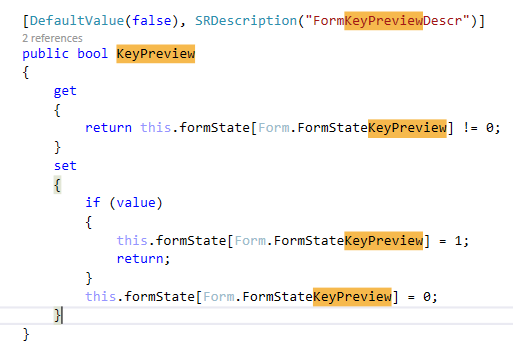 [DefaultValue(false), SRDescription("FormKeyPreviewDescr")]
2 references
public bool KeyPreview
{
get
{
return this.formState[Form.FormStateKeyPreview] != 0;
}
set
{
if (value)
{
this.formState[Form.FormStateKeyPreview] = 1;
return;
}
this.formState[Form.FormStateKeyPreview] = 0;
}
}